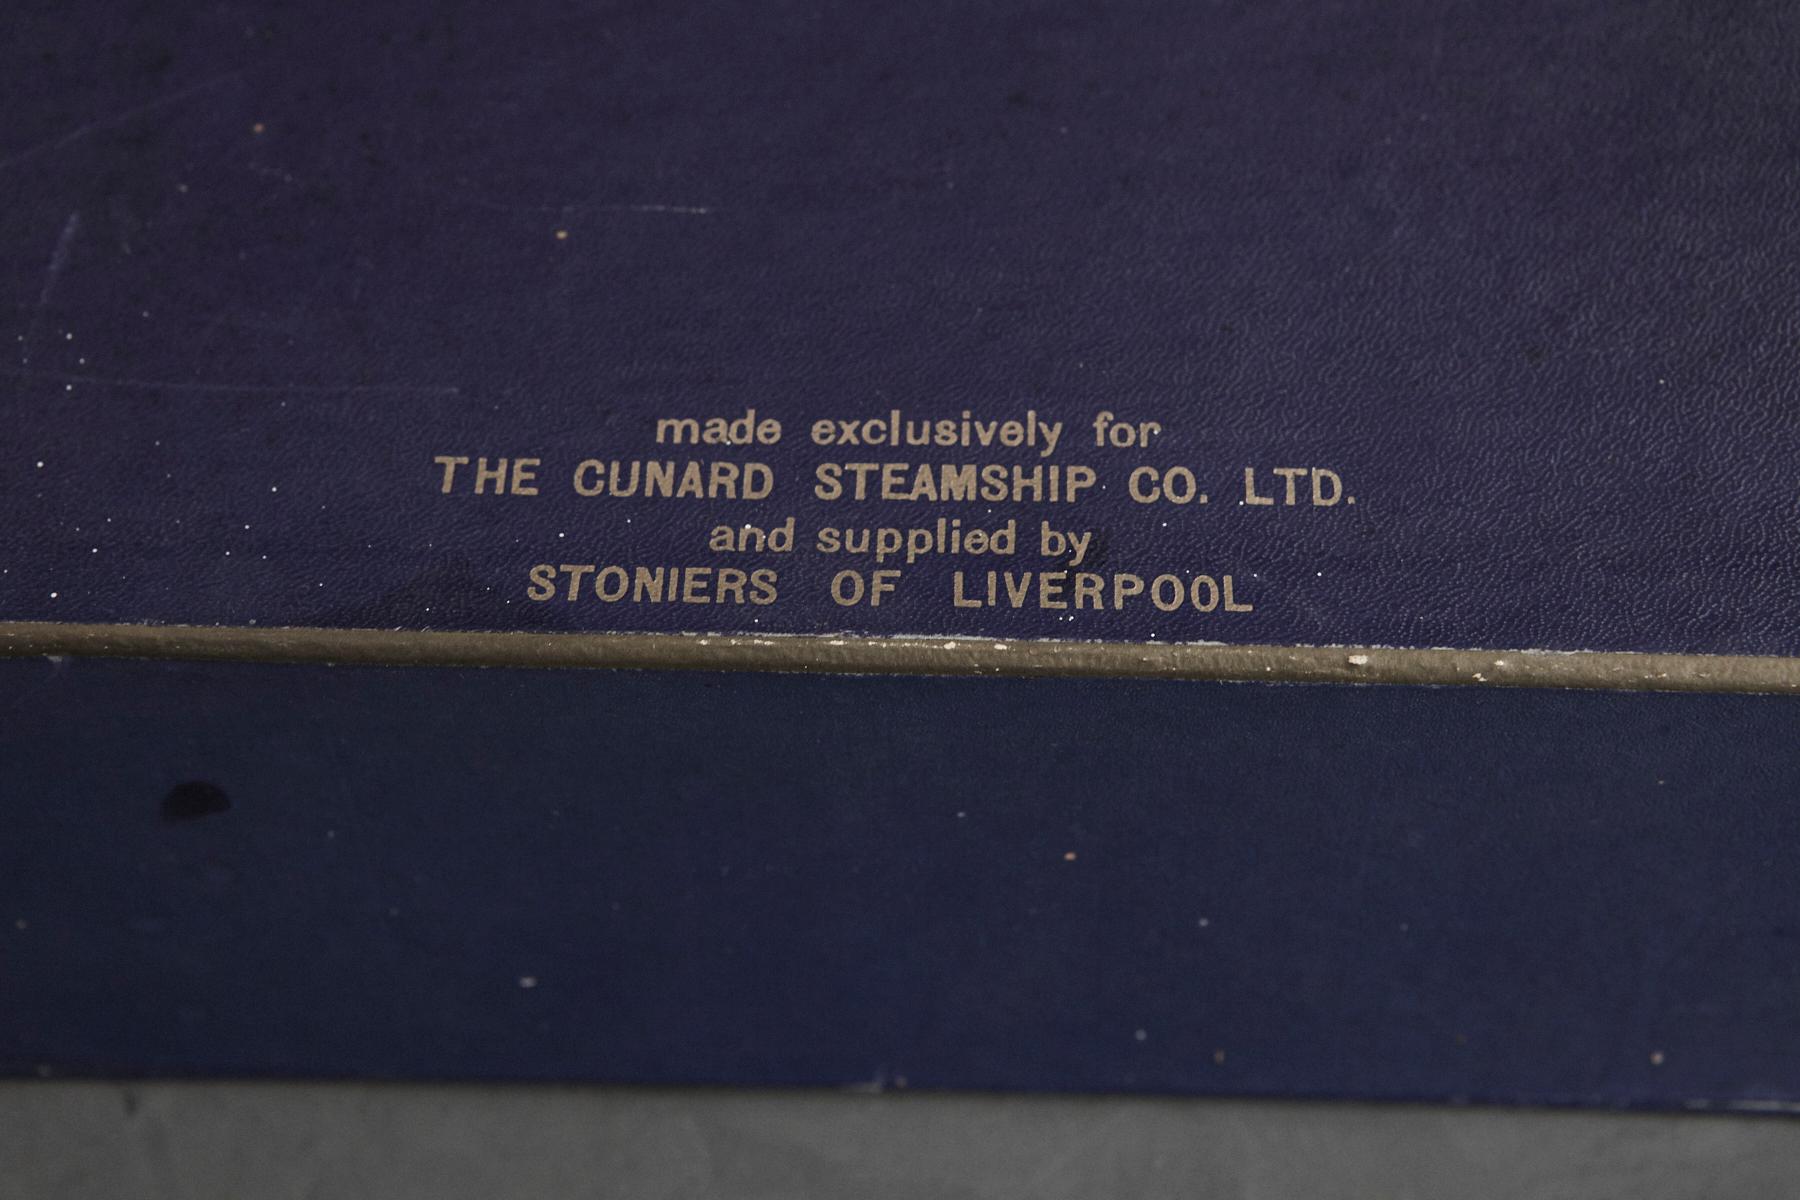 made exclusively for
THE CUNARD STEAMSHIP CO. LTD.
and supplied by
STONIERS OF LIVERPOOL